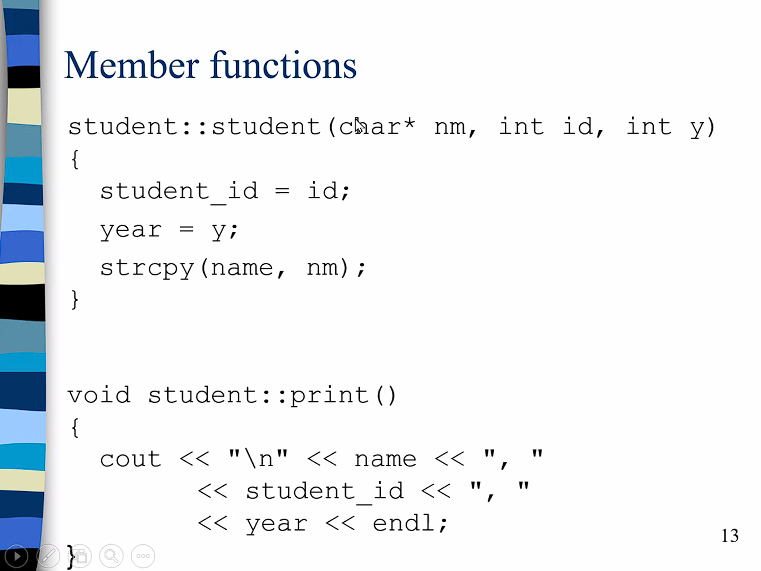 Member functions
student::student(char* nm, int id, int y)
{
student_id = id;
year = y;
strcpy(name, nm);
}
void student::print()
{
cout << "\n" << name << ", "
<< student_id << ", "
<< year << endl;
}
13